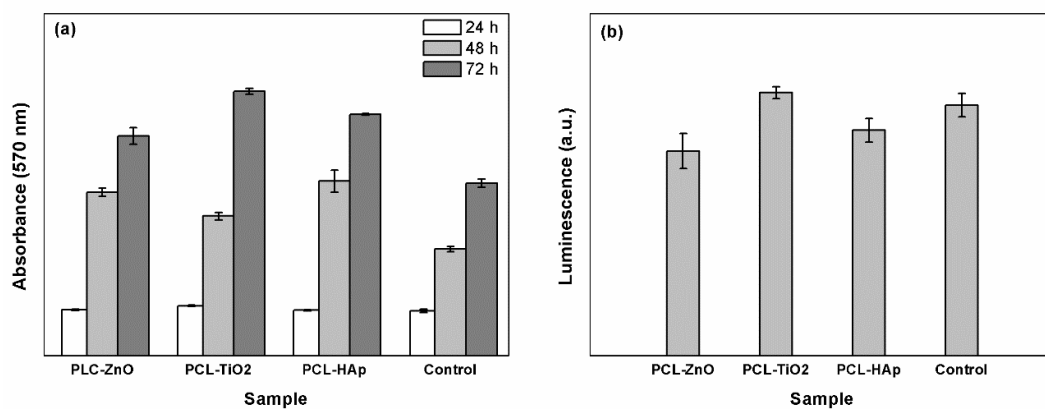 (a)
24 h
48 h
72 h
Absorbance (570 nm)
PLC-ZnO PCL-TiO2 PCL-HAp Control
Sample
(b)
Luminescence (a.u.)
PCL-ZnO PCL-TiO2 PCL-HAp Control
Sample